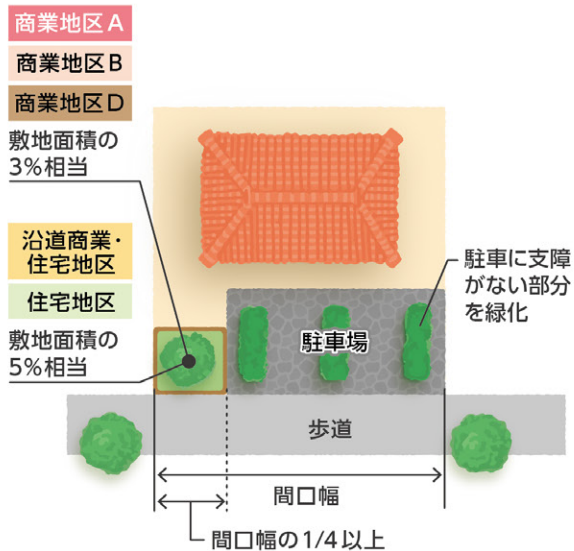 商業地区A
商業地区B
商業地区D
敷地面積の
3%相当
沿道商業・
住宅地区
住宅地区
敷地面積の
5%相当
駐車に支障
がない部分
を緑化
駐車場
歩道
間口幅
間口幅の1/4以上